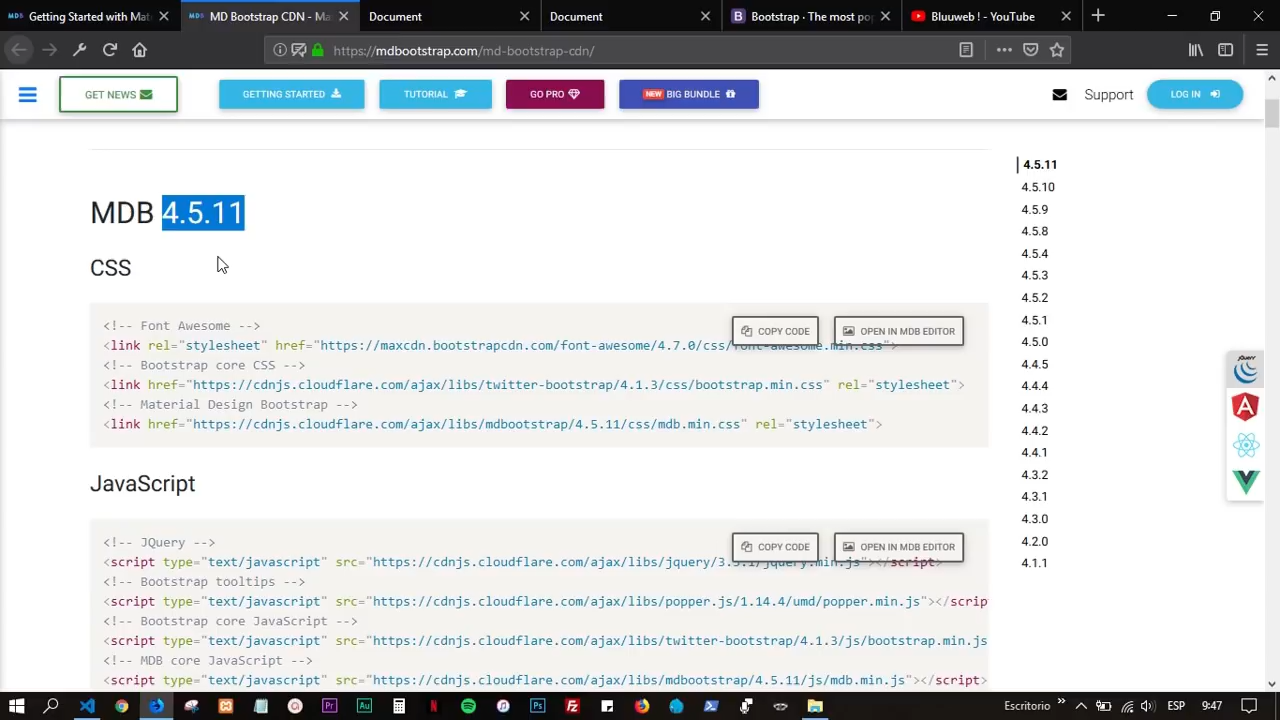 Getting Started with Mat
MD Bootstrap CDN - Ma
Document
Document
Bootstrap · The most po
Bluuweb ! - YouTube
https://mdbootstrap.com/md-bootstrap-cdn/
GET NEWS
GETTING STARTED
TUTORIAL
GO PRO
NEW BIG BUNDLE
Support
LOG IN
MDB 4.5.11
CSS
<!-- Font Awesome -->
COPY CODE
OPEN IN MDB EDITOR
<link rel="stylesheet" href="https://maxcdn.bootstrapcdn.com/font-awesome/4.7.0/css/font-awesome.min.css">
<!-- Bootstrap core CSS -->
<link href="https://cdnjs.cloudflare.com/ajax/libs/twitter-bootstrap/4.1.3/css/bootstrap.min.css" rel="stylesheet">
<!-- Material Design Bootstrap -->
<link href="https://cdnjs.cloudflare.com/ajax/libs/mdbootstrap/4.5.11/css/mdb.min.css" rel="stylesheet">
JavaScript
<!-- JQuery -->
COPY CODE
OPEN IN MDB EDITOR
<script type="text/javascript" src="https://cdnjs.cloudflare.com/ajax/libs/jquery/3.3.1/jquery.min.js"></script>
<!-- Bootstrap tooltips -->
<script type="text/javascript" src="https://cdnjs.cloudflare.com/ajax/libs/popper.js/1.14.4/umd/popper.min.js"></scrip
<!-- Bootstrap core JavaScript -->
<script type="text/javascript" src="https://cdnjs.cloudflare.com/ajax/libs/twitter-bootstrap/4.1.3/js/bootstrap.min.js
<!-- MDB core JavaScript -->
<script type="text/javascript" src="https://cdnjs.cloudflare.com/ajax/libs/mdbootstrap/4.5.11/js/mdb.min.js"></script>
4.5.11
4.5.10
4.5.9
4.5.8
4.5.4
4.5.3
4.5.2
4.5.1
4.5.0
4.4.5
4.4.4
4.4.3
4.4.2
4.4.1
4.3.2
4.3.1
4.3.0
4.2.0
4.1.1
jQuery
Escritorio
ESP
9:47